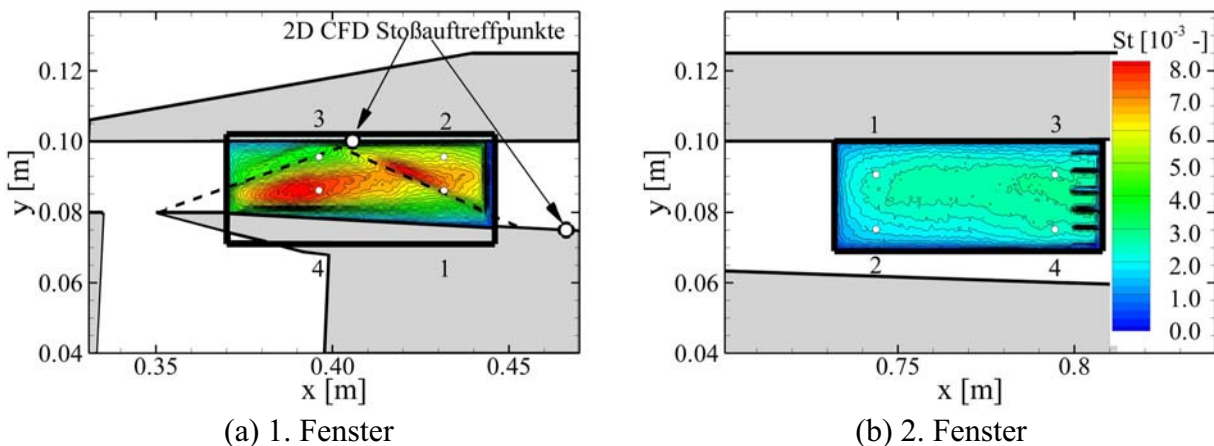 2D CFD Stoßauftreffpunkte
0.12
0.10
0.08
0.06
0.04
y [m]
3 2
4 1
0.35 0.40 0.45
x [m]
(a) 1. Fenster
St [10⁻³ -]
0.12
0.10
0.08
0.06
0.04
y [m]
1 3
2 4
8.0
7.0
6.0
5.0
4.0
3.0
2.0
1.0
0.0
0.75 0.8
x [m]
(b) 2. Fenster